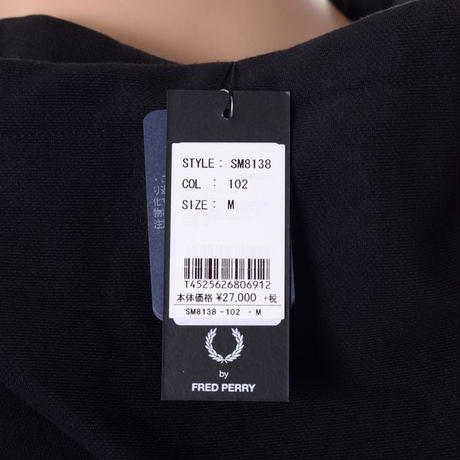 STYLE : SM8138
COL : 102
SIZE : M
T4525626806912
本体価格 ¥27,000 +税
SM8138 -102 - M
by
FRED PERRY